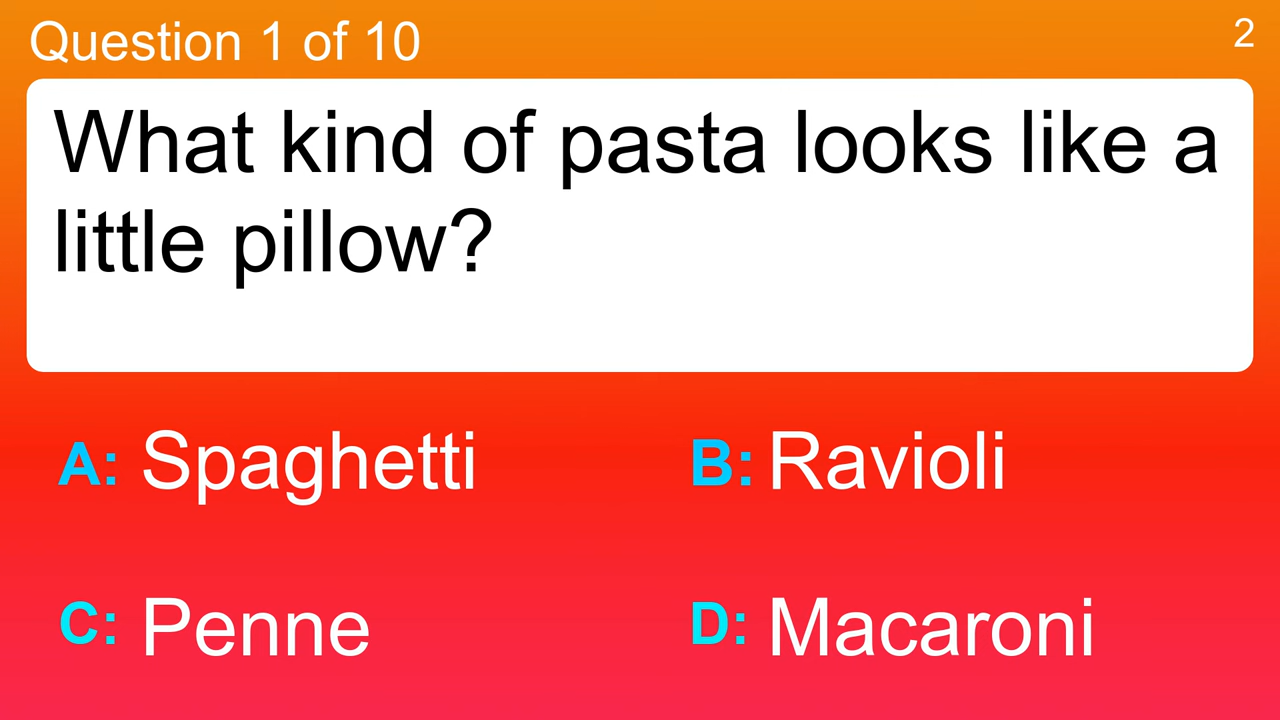 Question 1 of 10
2
What kind of pasta looks like a
little pillow?
A: Spaghetti
B: Ravioli
C: Penne
D: Macaroni